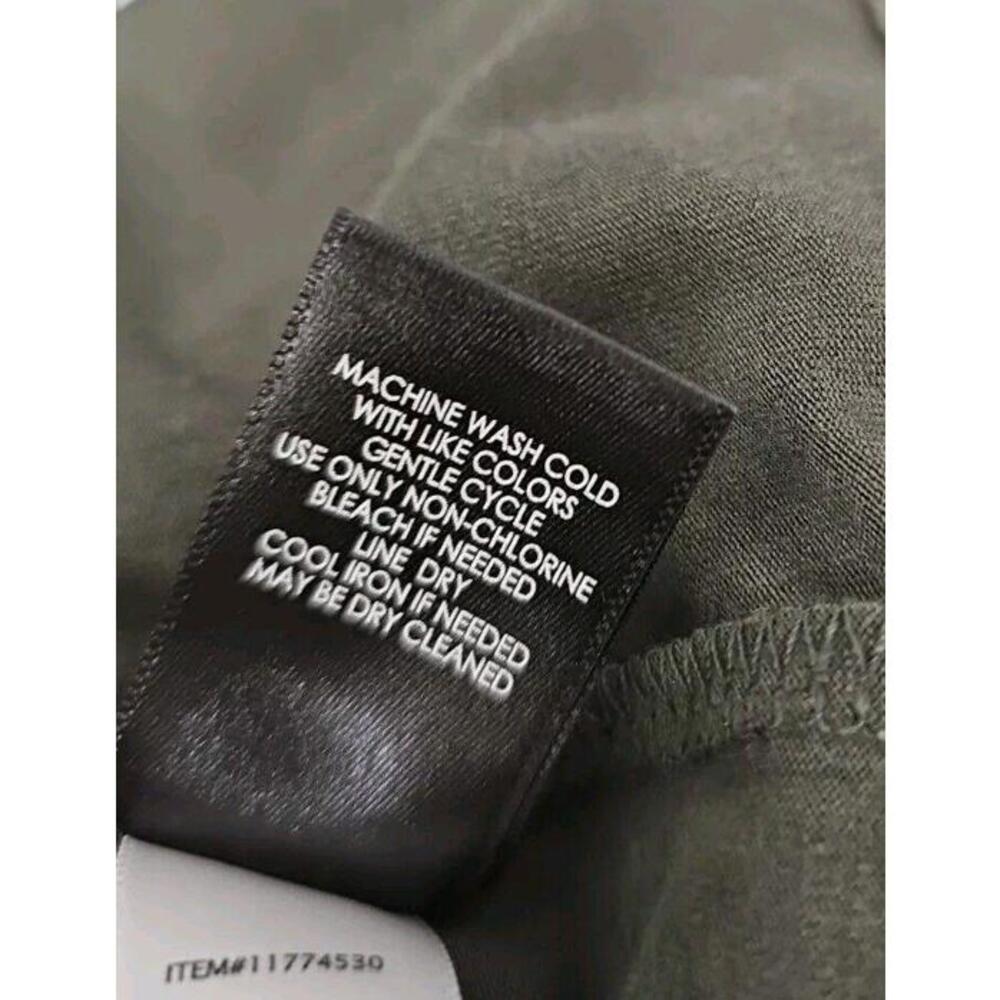 MACHINE WASH COLD
WITH LIKE COLORS
GENTLE CYCLE
USE ONLY NON-CHLORINE
BLEACH IF NEEDED
LINE DRY
COOL IRON IF NEEDED
MAY BE DRY CLEANED
ITEM#11774530